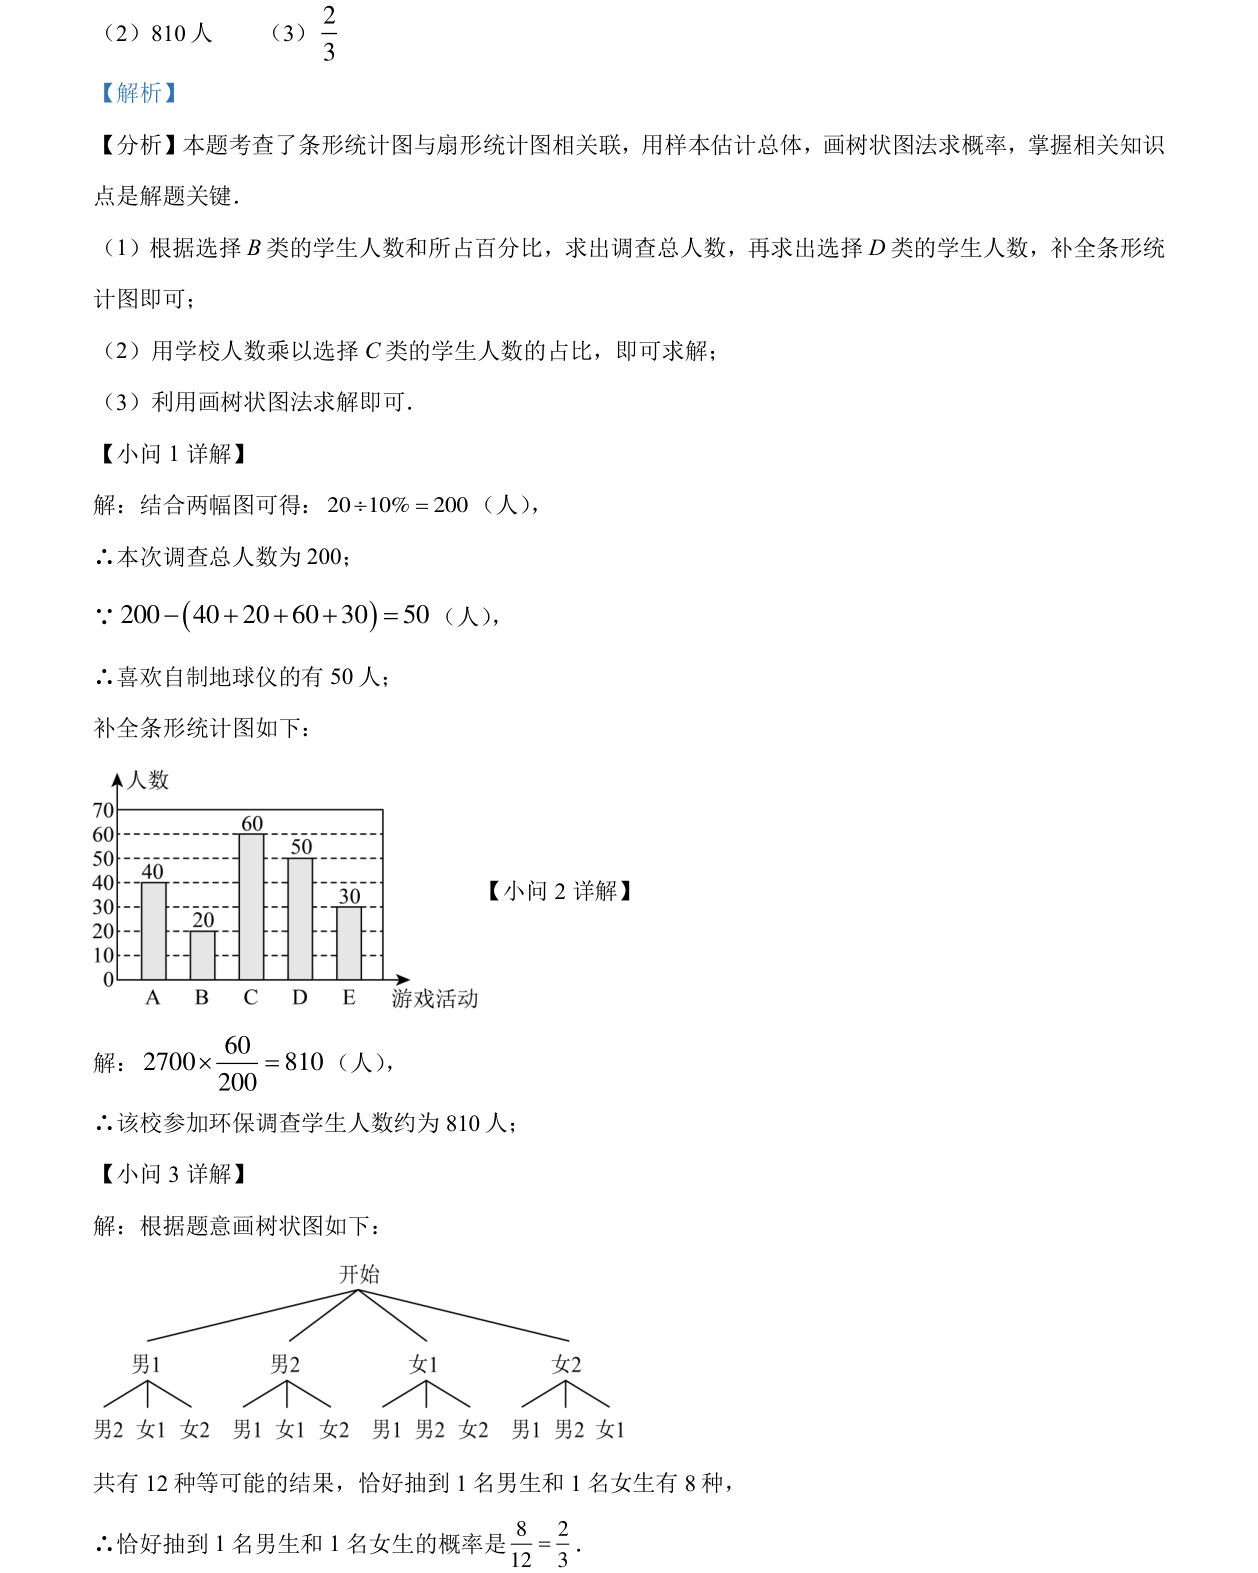 （2）810人 （3）2/3
【解析】
【分析】本题考查了条形统计图与扇形统计图相关联，用样本估计总体，画树状图法求概率，掌握相关知识
点是解题关键．
（1）根据选择 B 类的学生人数和所占百分比，求出调查总人数，再求出选择 D 类的学生人数，补全条形统
计图即可；
（2）用学校人数乘以选择 C 类的学生人数的占比，即可求解；
（3）利用画树状图法求解即可．
【小问 1 详解】
解：结合两幅图可得：20÷10%=200（人），
∴本次调查总人数为 200；
∵200−(40+20+60+30)=50（人），
∴喜欢自制地球仪的有 50 人；
补全条形统计图如下：
人数
70
60 60
50 50
40 40
30 30
20 20
10
0
A B C D E 游戏活动
【小问 2 详解】
解：2700×60/200=810（人），
∴该校参加环保调查学生人数约为 810 人；
【小问 3 详解】
解：根据题意画树状图如下：
开始
男1 男2 女1 女2
男2 女1 女2 男1 女1 女2 男1 男2 女2 男1 男2 女1
共有 12 种等可能的结果，恰好抽到 1 名男生和 1 名女生有 8 种，
∴恰好抽到 1 名男生和 1 名女生的概率是8/12=2/3．